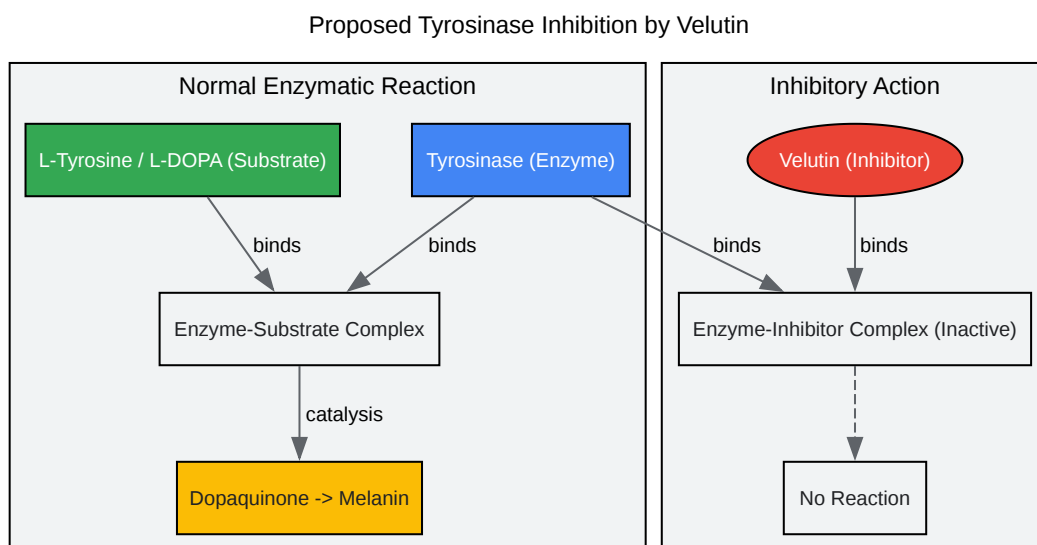 Proposed Tyrosinase Inhibition by Velutin
Normal Enzymatic Reaction
L-Tyrosine / L-DOPA (Substrate)
Tyrosinase (Enzyme)
binds
binds
Enzyme-Substrate Complex
catalysis
Dopaquinone -> Melanin
Inhibitory Action
Velutin (Inhibitor)
binds
binds
Enzyme-Inhibitor Complex (Inactive)
No Reaction